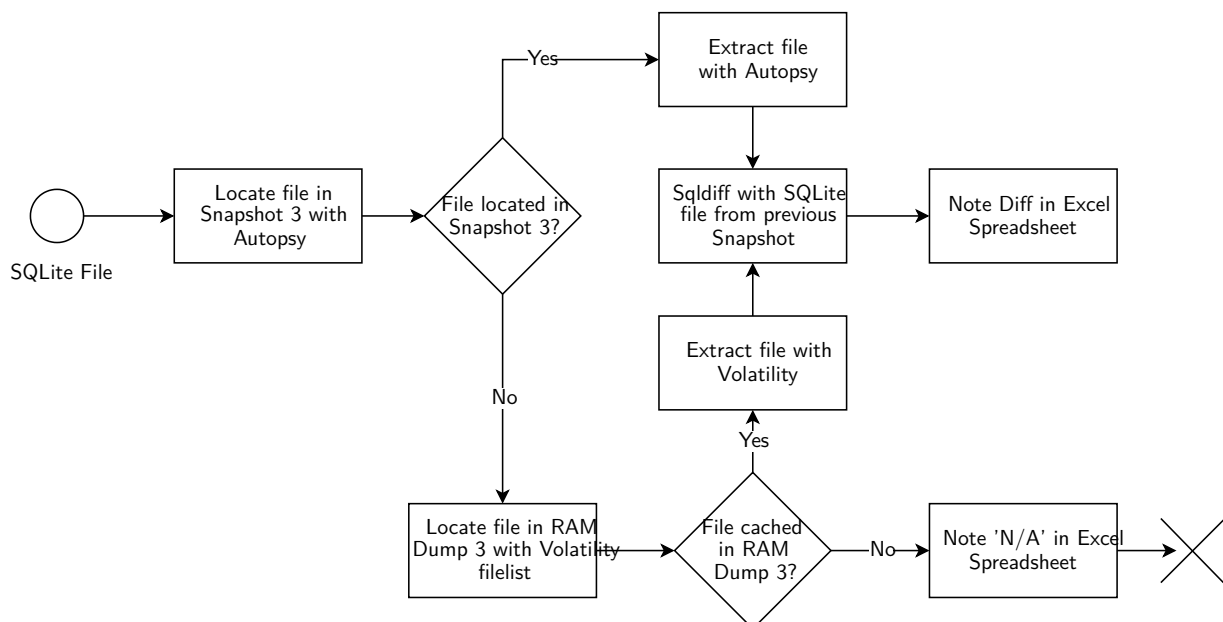 Yes
Extract file
with Autopsy
Locate file in
Snapshot 3 with
Autopsy
File located in
Snapshot 3?
Sqldiff with SQLite
file from previous
Snapshot
Note Diff in Excel
Spreadsheet
SQLite File
Extract file with
Volatility
No
Yes
Locate file in RAM
Dump 3 with Volatility
filelist
File cached
in RAM
Dump 3?
No
Note 'N/A' in Excel
Spreadsheet